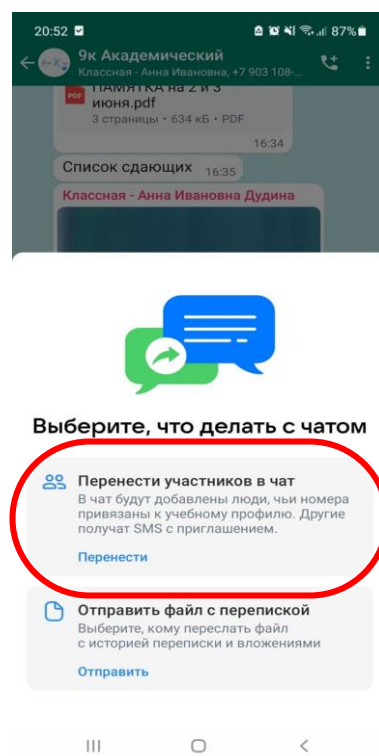 20:52 87%
9к Академический
Классная - Анна Ивановна, +7 903 108-...
ПАМЯТКА на 2 и 3
июня.pdf
PDF
3 страницы • 634 кБ • PDF
16:34
Список сдающих 16:35
Классная - Анна Ивановна Дудина
Выберите, что делать с чатом
Перенести участников в чат
В чат будут добавлены люди, чьи номера
привязаны к учебному профилю. Другие
получат SMS с приглашением.
Перенести
Отправить файл с перепиской
Выберите, кому переслать файл
с историей переписки и вложениями
Отправить